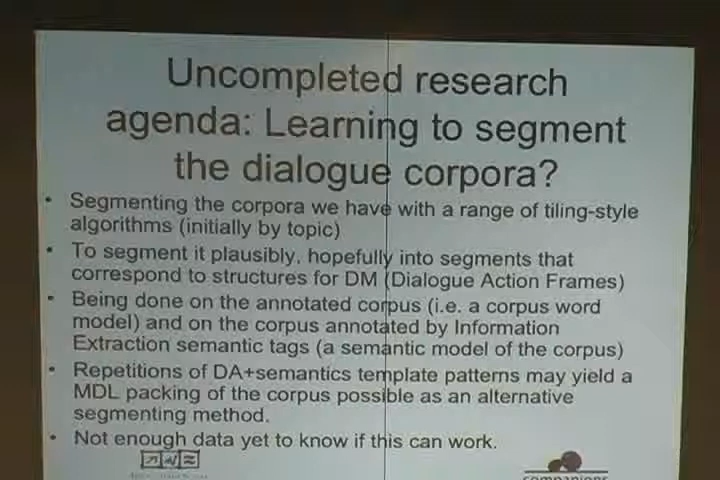 Uncompleted research
agenda: Learning to segment
the dialogue corpora?
• Segmenting the corpora we have with a range of tiling-style
algorithms (initially by topic)
• To segment it plausibly, hopefully into segments that
correspond to structures for DM (Dialogue Action Frames)
• Being done on the annotated corpus (i.e. a corpus word
model) and on the corpus annotated by Information
Extraction semantic tags (a semantic model of the corpus)
• Repetitions of DA+semantics template patterns may yield a
MDL packing of the corpus possible as an alternative
segmenting method.
• Not enough data yet to know if this can work.
companions